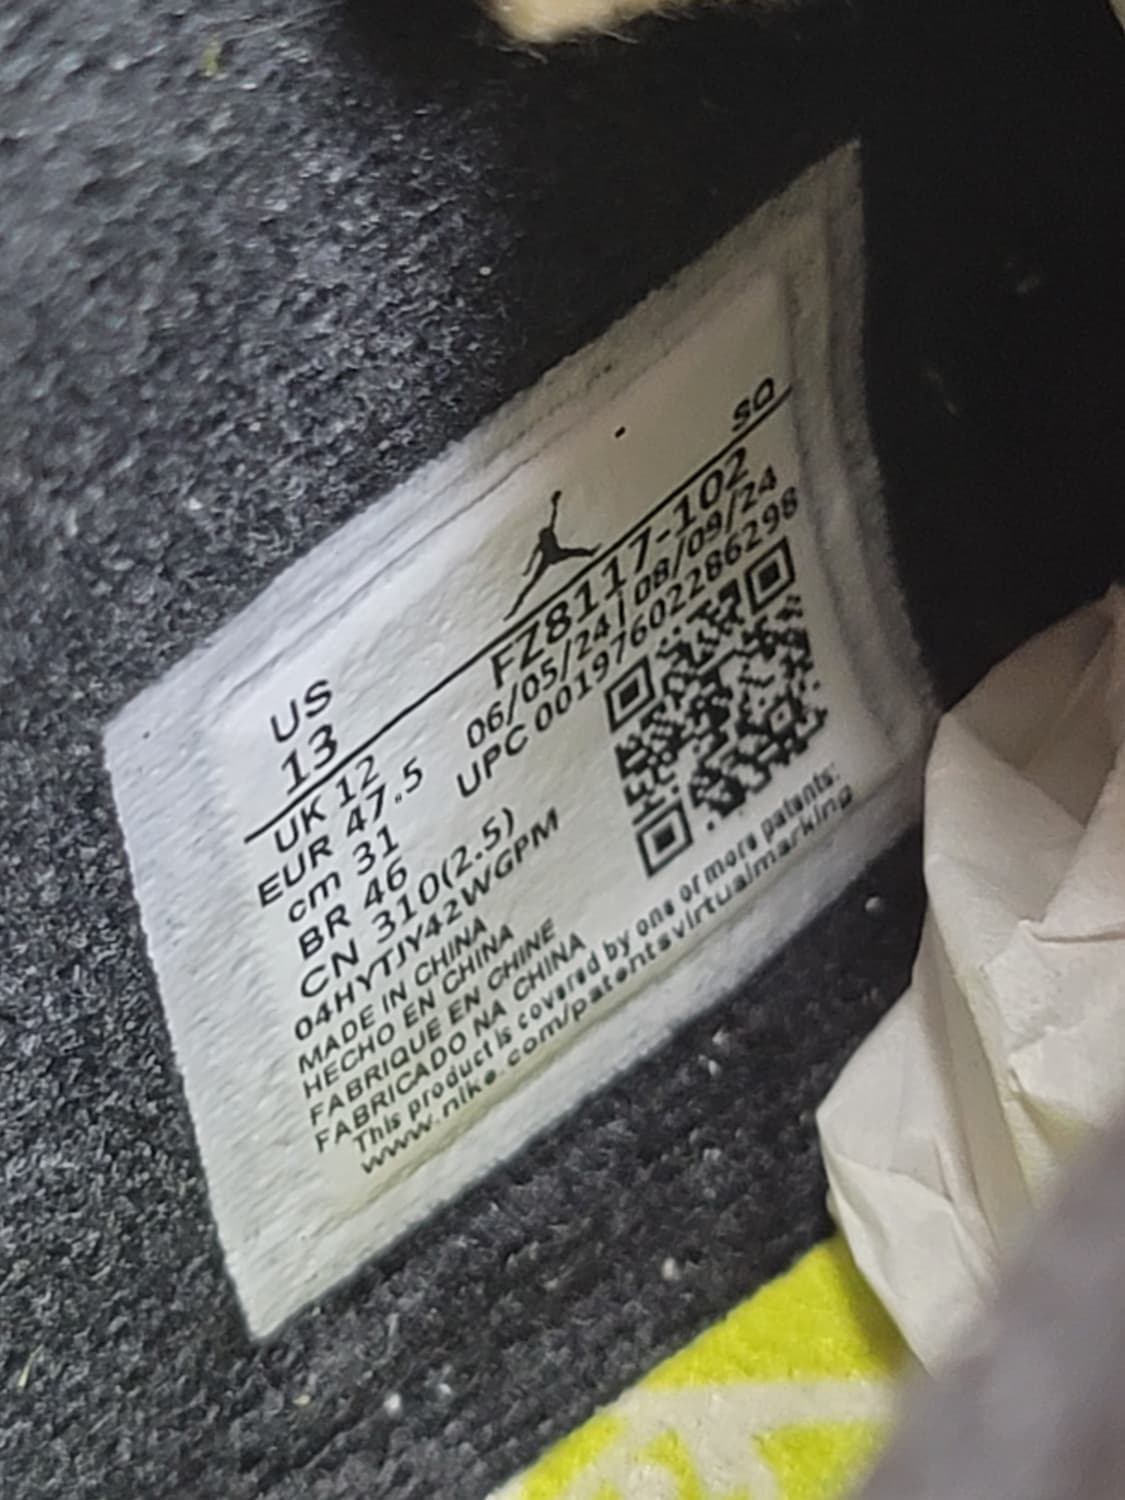 SQ
US
13
FZ8117-102
06/05/24|08/09/24
UPC 00197602286298
UK 12
EUR 47.5
cm 31
BR 46
CN 310(2.5)
04HYTJY42WGPM
MADE IN CHINA
HECHO EN CHINA
FABRIQUE EN CHINE
FABRICADO NA CHINA
This product is covered by one or more patents:
www.nike.com/patentsvirtualmarking